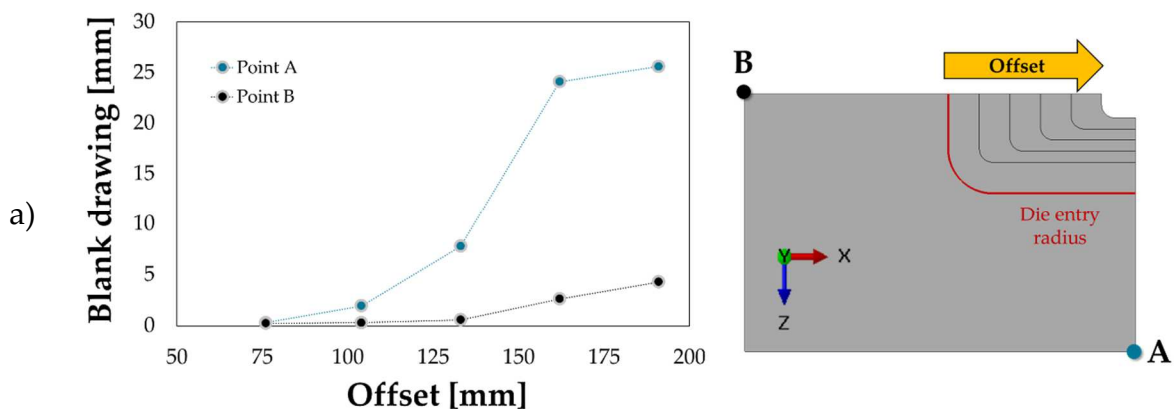 a)
Blank drawing [mm]
30
25
20
15
10
5
0
Point A
Point B
50
75
100
125
150
175
200
Offset [mm]
B
Offset
Die entry
radius
Y
X
Z
A